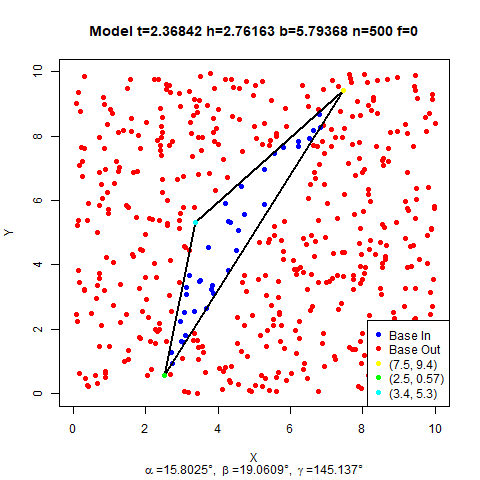 Model t=2.36842 h=2.76163 b=5.79368 n=500 f=0
10
8
6
4
2
0
Y
Base In
Base Out
(7.5, 9.4)
(2.5, 0.57)
(3.4, 5.3)
0 2 4 6 8 10
X
α=15.8025°, β=19.0609°, γ=145.137°